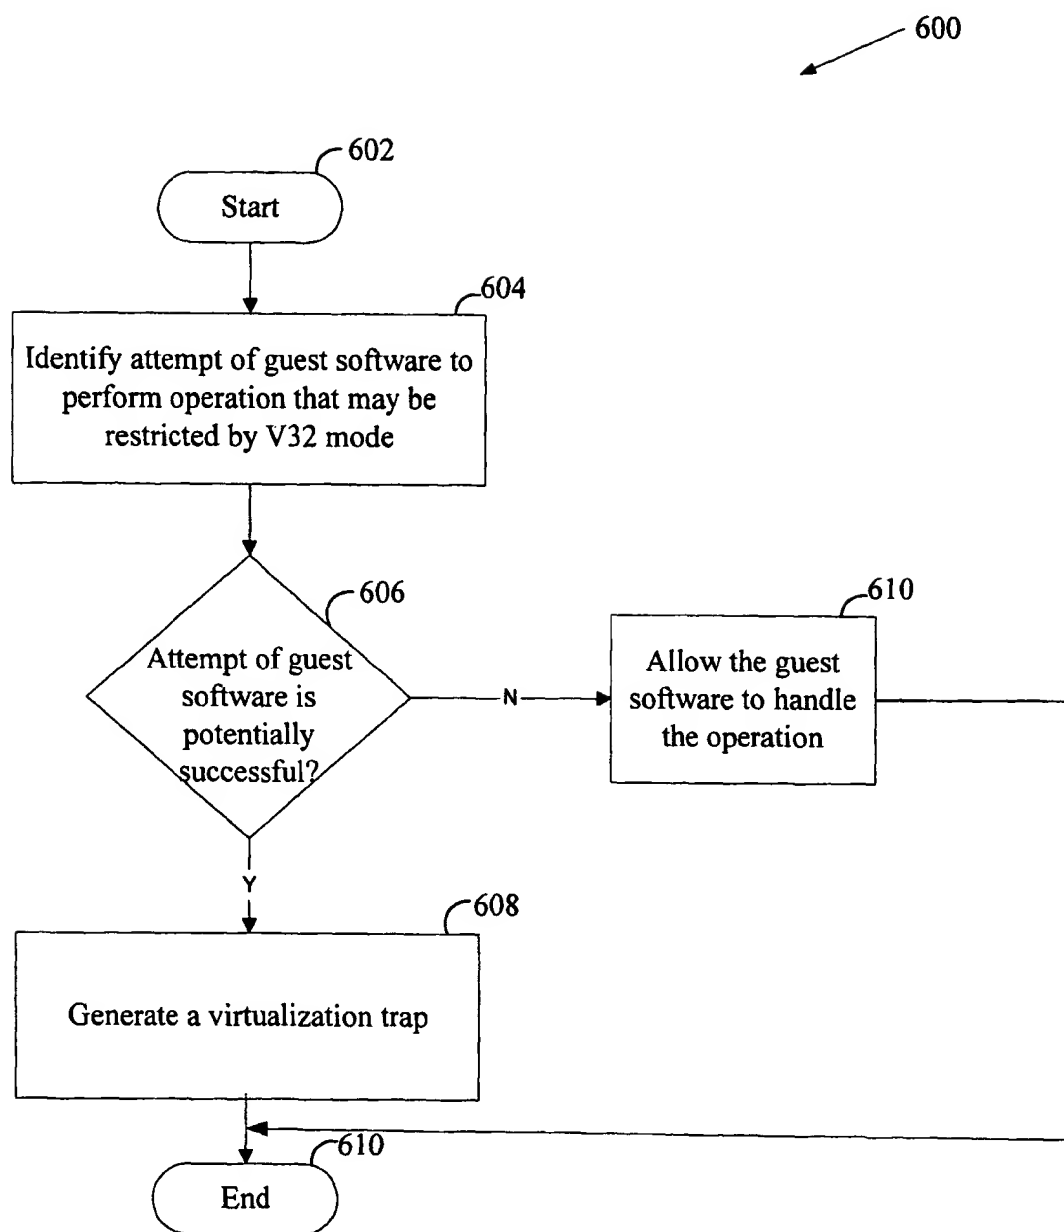 600
602
Start
604
Identify attempt of guest software to
perform operation that may be
restricted by V32 mode
606
Attempt of guest
software is
potentially
successful?
N
610
Allow the guest
software to handle
the operation
Y
608
Generate a virtualization trap
610
End